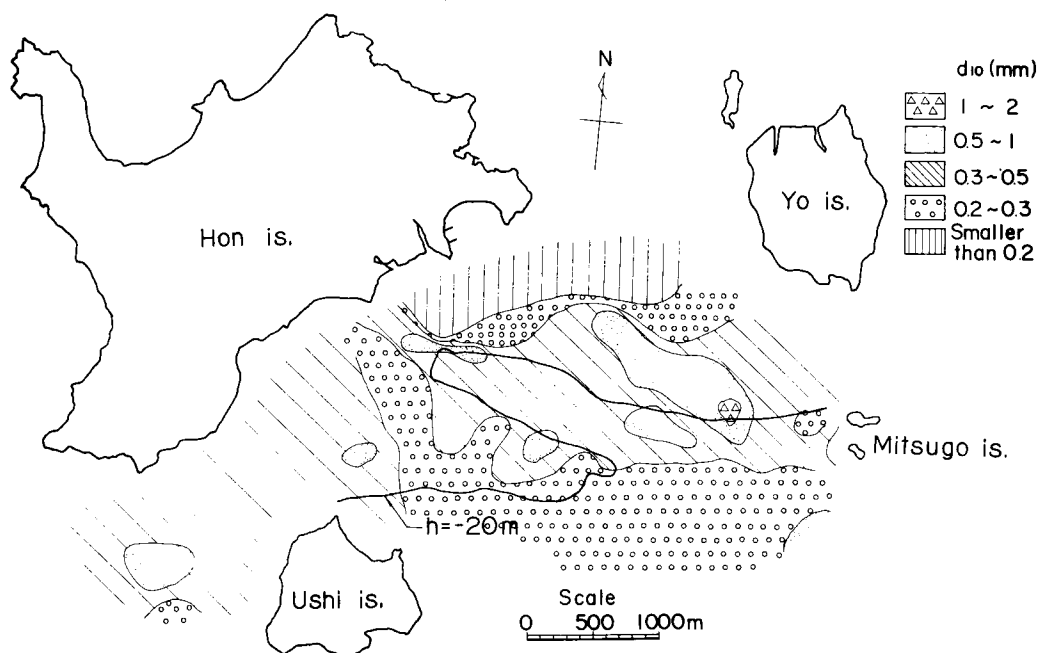 N
d10 (mm)
1 ~ 2
0.5 ~ 1
0.3 ~ 0.5
0.2 ~ 0.3
Smaller
than 0.2
Hon is.
Yo is.
Mitsugo is.
h=-20m
Ushi is.
Scale
0 500 1000m